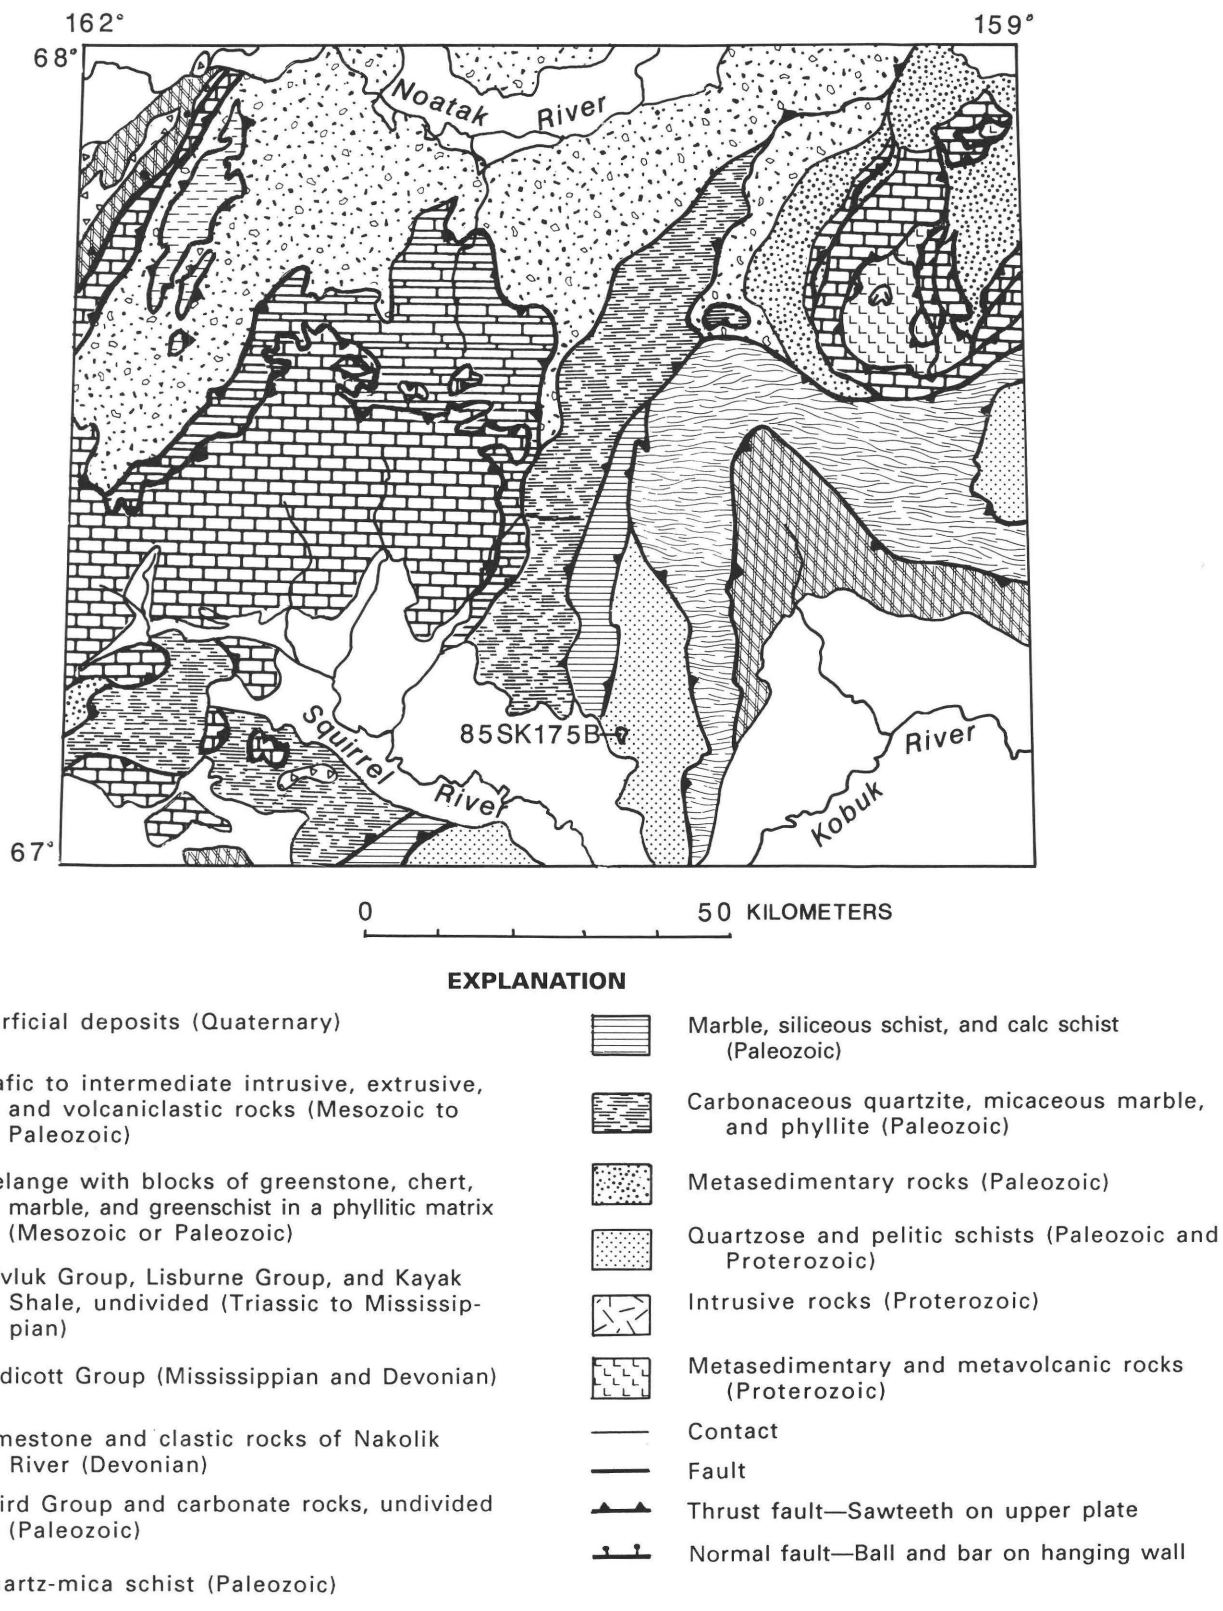 162°
159°
68°
Noatak River
85SK175B
Squirrel River
Kobuk River
67°
0 50 KILOMETERS
EXPLANATION
rficial deposits (Quaternary)
afic to intermediate intrusive, extrusive,
and volcaniclastic rocks (Mesozoic to
Paleozoic)
elange with blocks of greenstone, chert,
marble, and greenschist in a phyllitic matrix
(Mesozoic or Paleozoic)
vluk Group, Lisburne Group, and Kayak
Shale, undivided (Triassic to Mississip-
pian)
dicott Group (Mississippian and Devonian)
mestone and clastic rocks of Nakolik
River (Devonian)
ird Group and carbonate rocks, undivided
(Paleozoic)
artz-mica schist (Paleozoic)
Marble, siliceous schist, and calc schist
(Paleozoic)
Carbonaceous quartzite, micaceous marble,
and phyllite (Paleozoic)
Metasedimentary rocks (Paleozoic)
Quartzose and pelitic schists (Paleozoic and
Proterozoic)
Intrusive rocks (Proterozoic)
Metasedimentary and metavolcanic rocks
(Proterozoic)
Contact
Fault
Thrust fault—Sawteeth on upper plate
Normal fault—Ball and bar on hanging wall